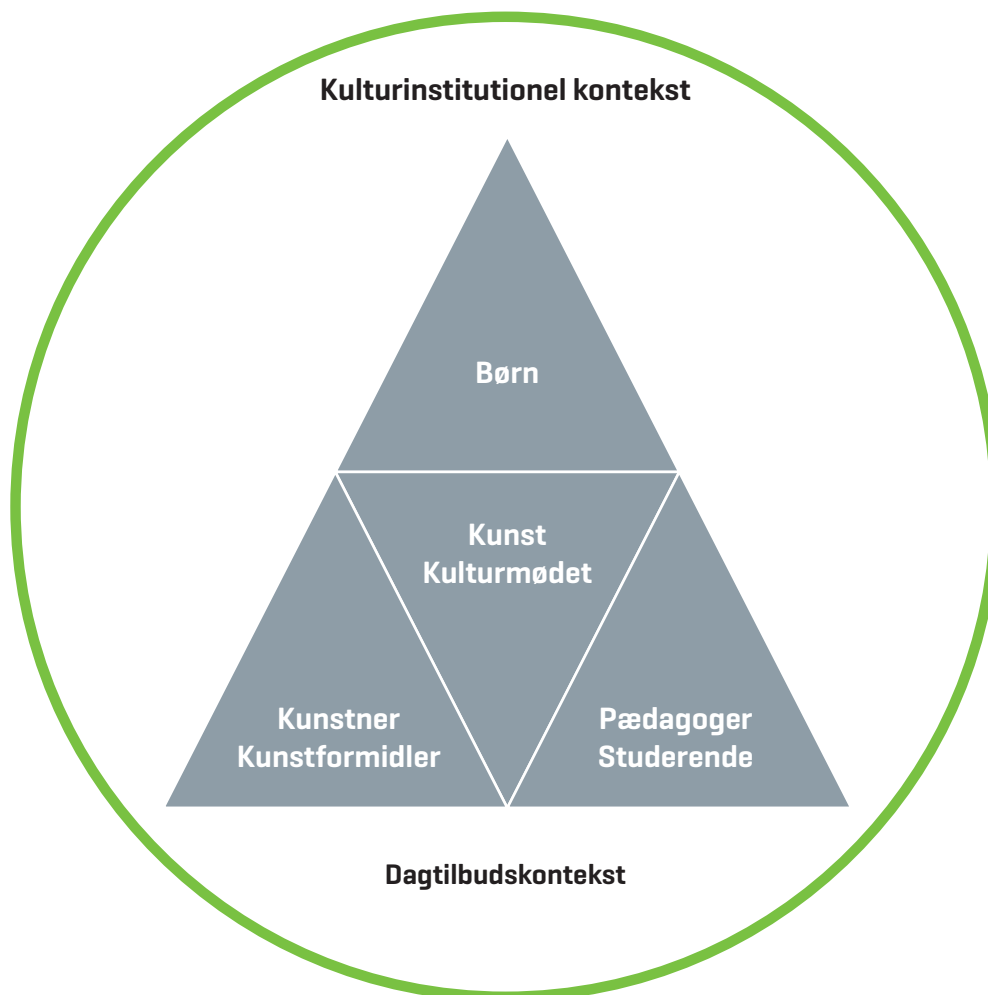 Kulturinstitutionel kontekst
Børn
Kunst
Kulturmødet
Kunstner
Kunstformidler
Pædagoger
Studerende
Dagtilbudskontekst